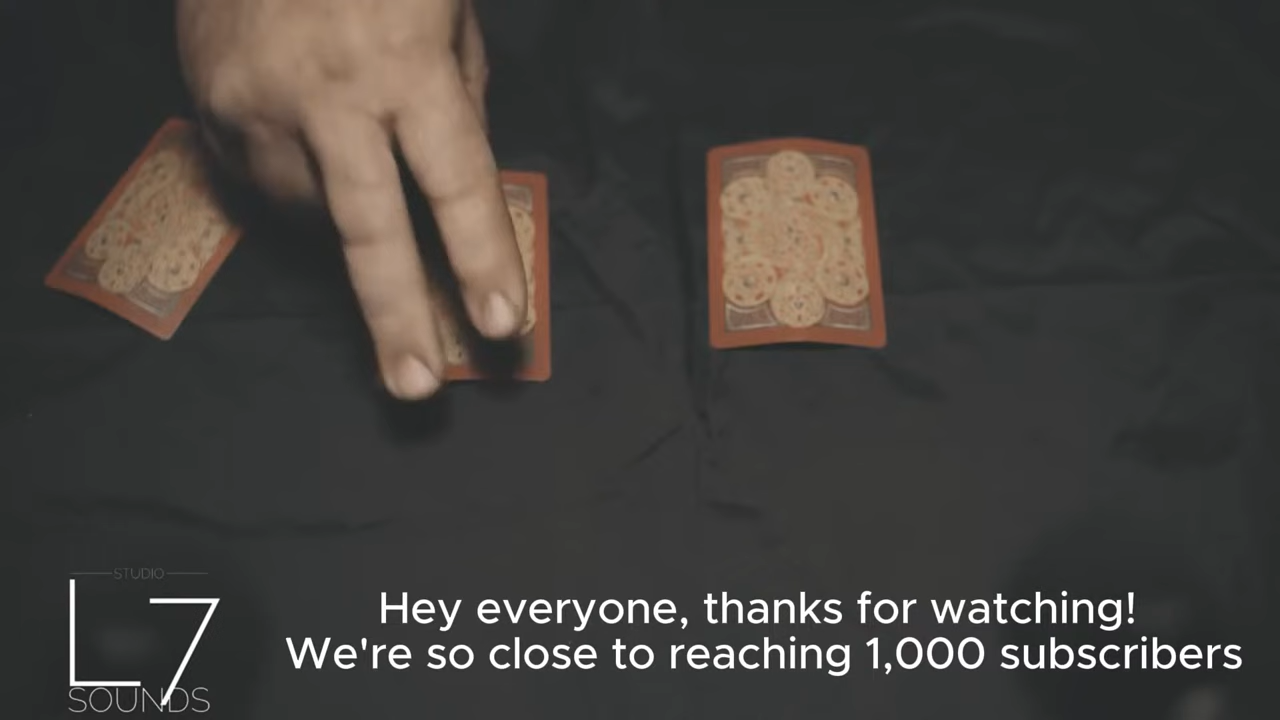 STUDIO
L7
SOUNDS
Hey everyone, thanks for watching!
We're so close to reaching 1,000 subscribers